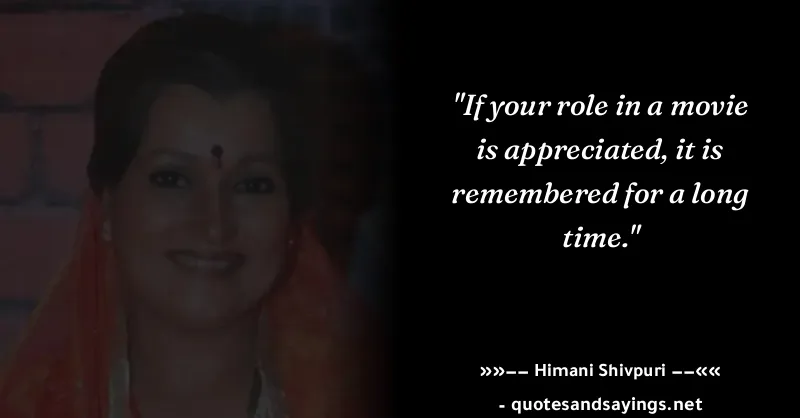 "If your role in a movie
is appreciated, it is
remembered for a long
time."
»»−− Himani Shivpuri −−««
- quotesandsayings.net